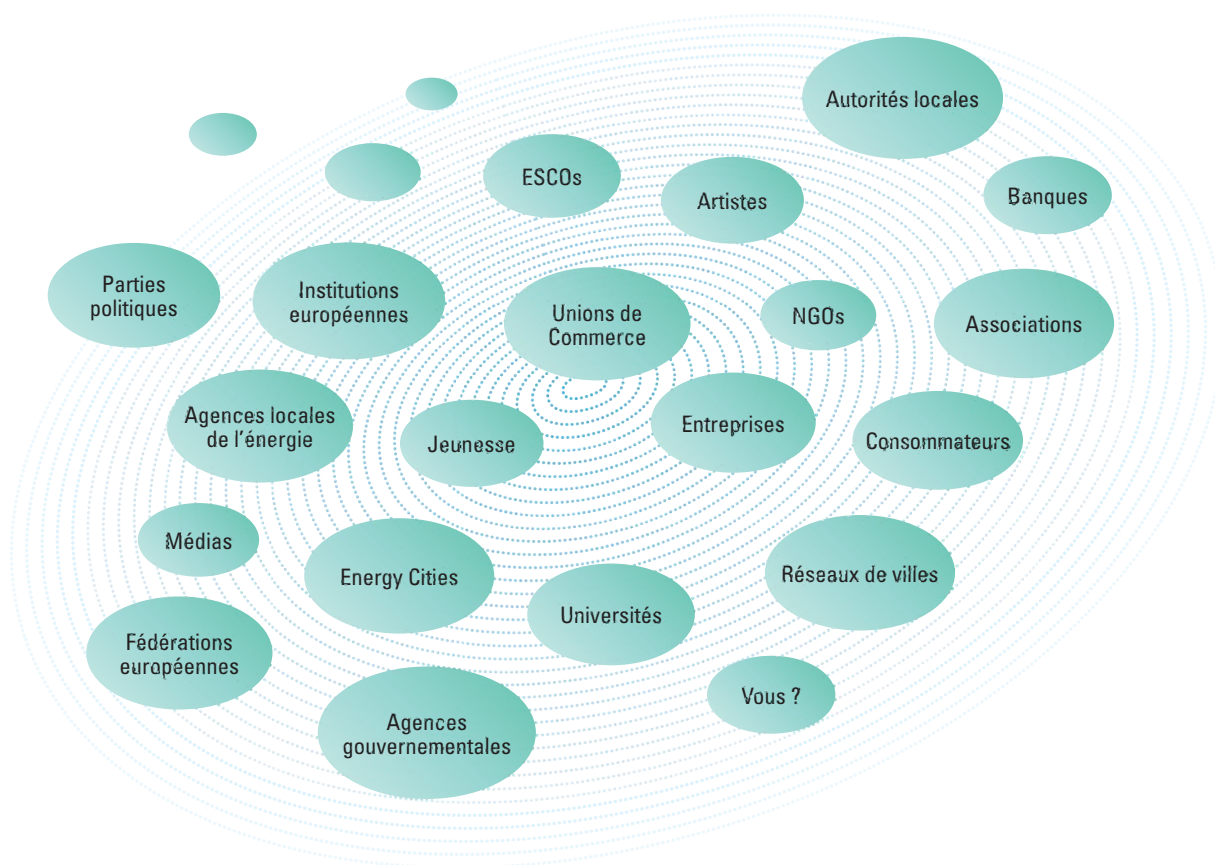 Autorités locales
ESCOs
Artistes
Banques
Parties
politiques
Institutions
européennes
Unions de
Commerce
NGOs
Associations
Agences locales
de l'énergie
Jeunesse
Entreprises
Consommateurs
Médias
Energy Cities
Universités
Réseaux de villes
Fédérations
européennes
Agences
gouvernementales
Vous ?